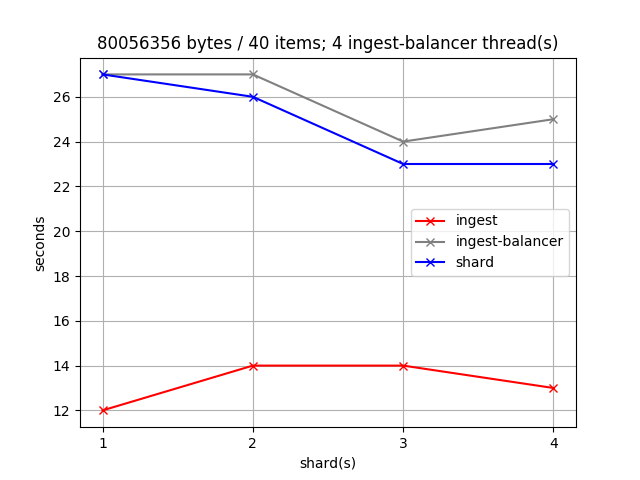 80056356 bytes / 40 items; 4 ingest-balancer thread(s)
26
24
22
20
18
16
14
12
seconds
ingest
ingest-balancer
shard
1 2 3 4
shard(s)